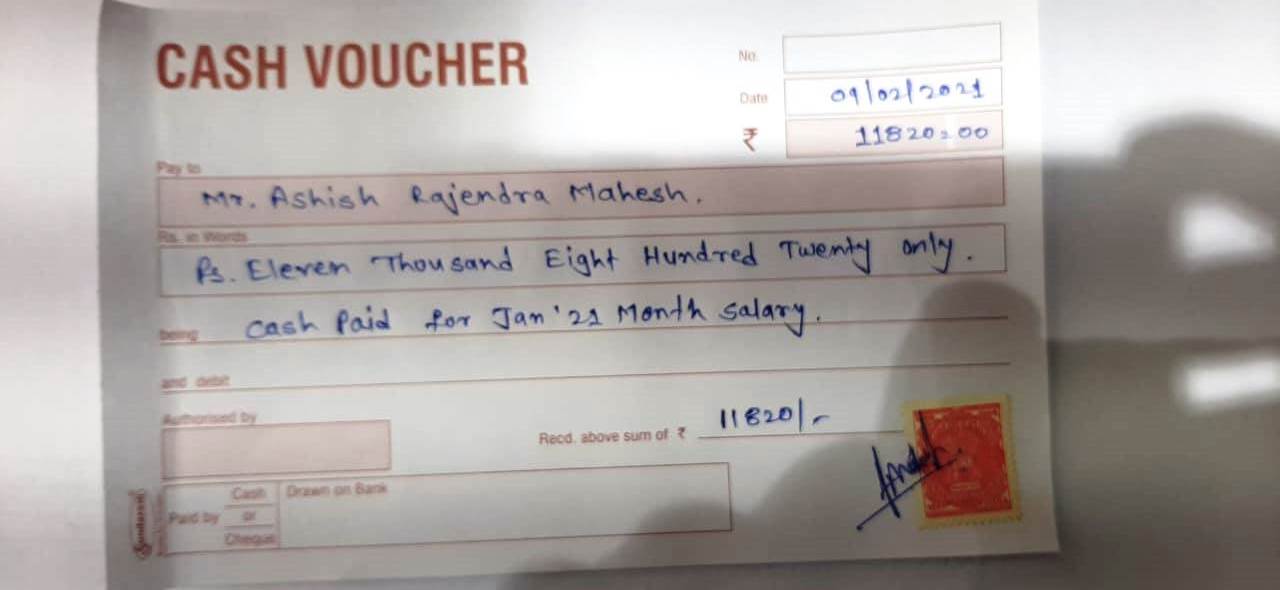 CASH VOUCHER
No.
Date 09/02/2021
₹ 11820=00
Pay to
Mr. Ashish Rajendra Mahesh.
Rs. in Words
Rs. Eleven Thousand Eight Hundred Twenty only.
being Cash Paid for Jan '21 Month Salary.
and debit
Authorised by
Recd. above sum of ₹ 11820/-
Paid by Cash or Cheque
Drawn on Bank
Sundaram